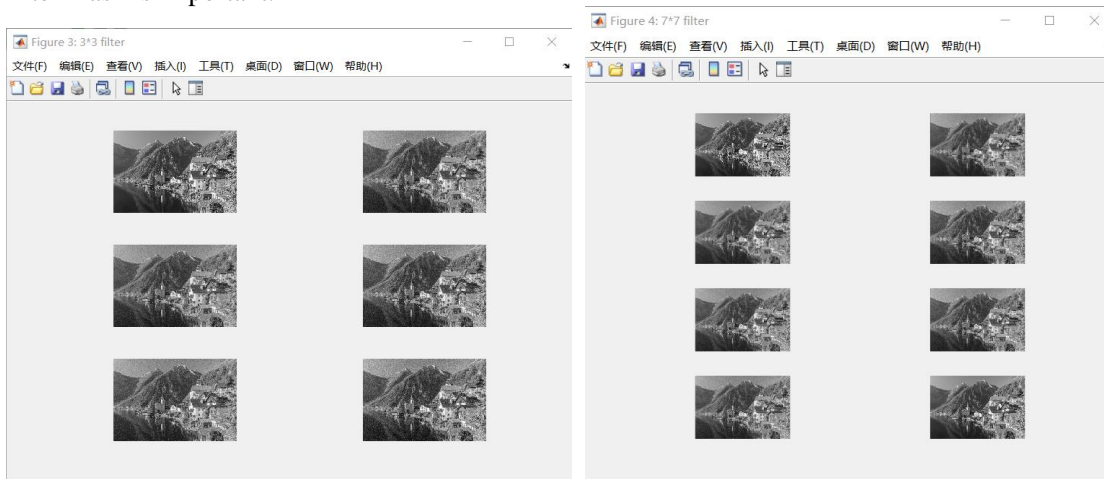 Figure 3: 3*3 filter
文件(F) 编辑(E) 查看(V) 插入(I) 工具(T) 桌面(D) 窗口(W) 帮助(H)
Figure 4: 7*7 filter
文件(F) 编辑(E) 查看(V) 插入(I) 工具(T) 桌面(D) 窗口(W) 帮助(H)